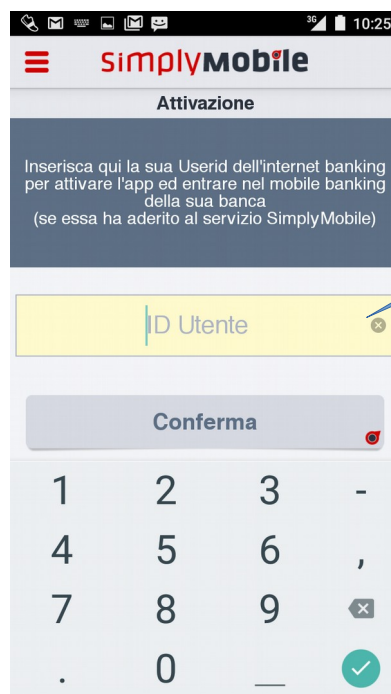 3G 10:25
simplymobile
Attivazione
Inserisca qui la sua Userid dell'internet banking
per attivare l'app ed entrare nel mobile banking
della sua banca
(se essa ha aderito al servizio SimplyMobile)
ID Utente
Conferma
1 2 3 -
4 5 6 ,
7 8 9
. 0 _